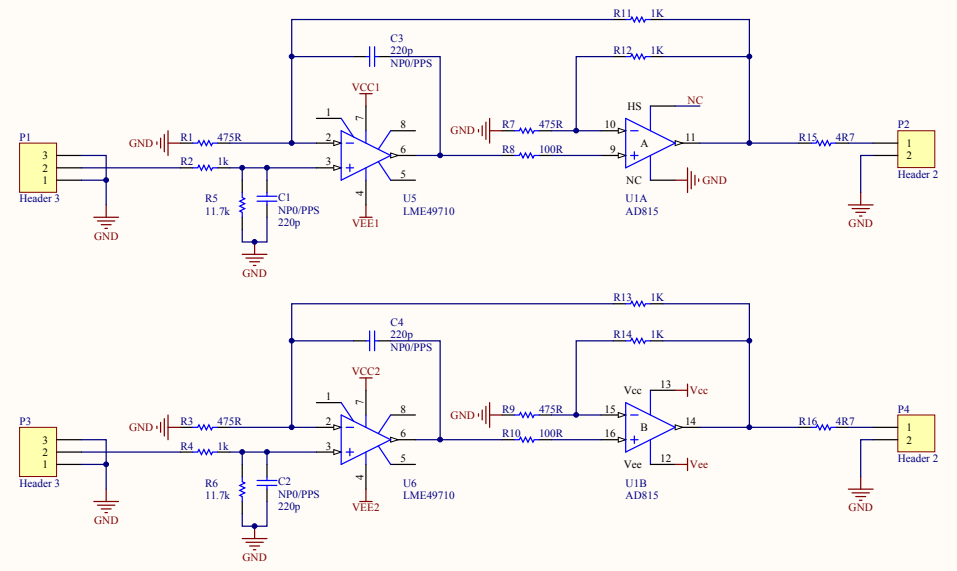 R11 1K
C3
220p
NP0/PPS
R12 1K
VCC1
HS NC
1
7
8
P1
GND R1 475R
2
6
GND R7 475R
10
A
11
R15 4R7
P2
1
2
Header 2
3
2
1
Header 3
R2 1k
3
5
R8 100R
9
NC GND
R5
11.7k
C1
NP0/PPS
220p
4
VEE1
U5
LME49710
U1A
AD815
GND
GND
GND
R13 1K
C4
220p
NP0/PPS
R14 1K
VCC2
Vcc 13 Vcc
1
7
8
P3
GND R3 475R
2
6
GND R9 475R
15
B
14
R16 4R7
P4
1
2
Header 2
3
2
1
Header 3
R4 1k
3
5
R10 100R
16
Vee 12 Vee
R6
11.7k
C2
NP0/PPS
220p
4
VEE2
U6
LME49710
U1B
AD815
GND
GND
GND